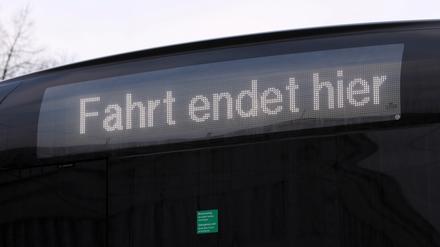 Fahrt endet hier